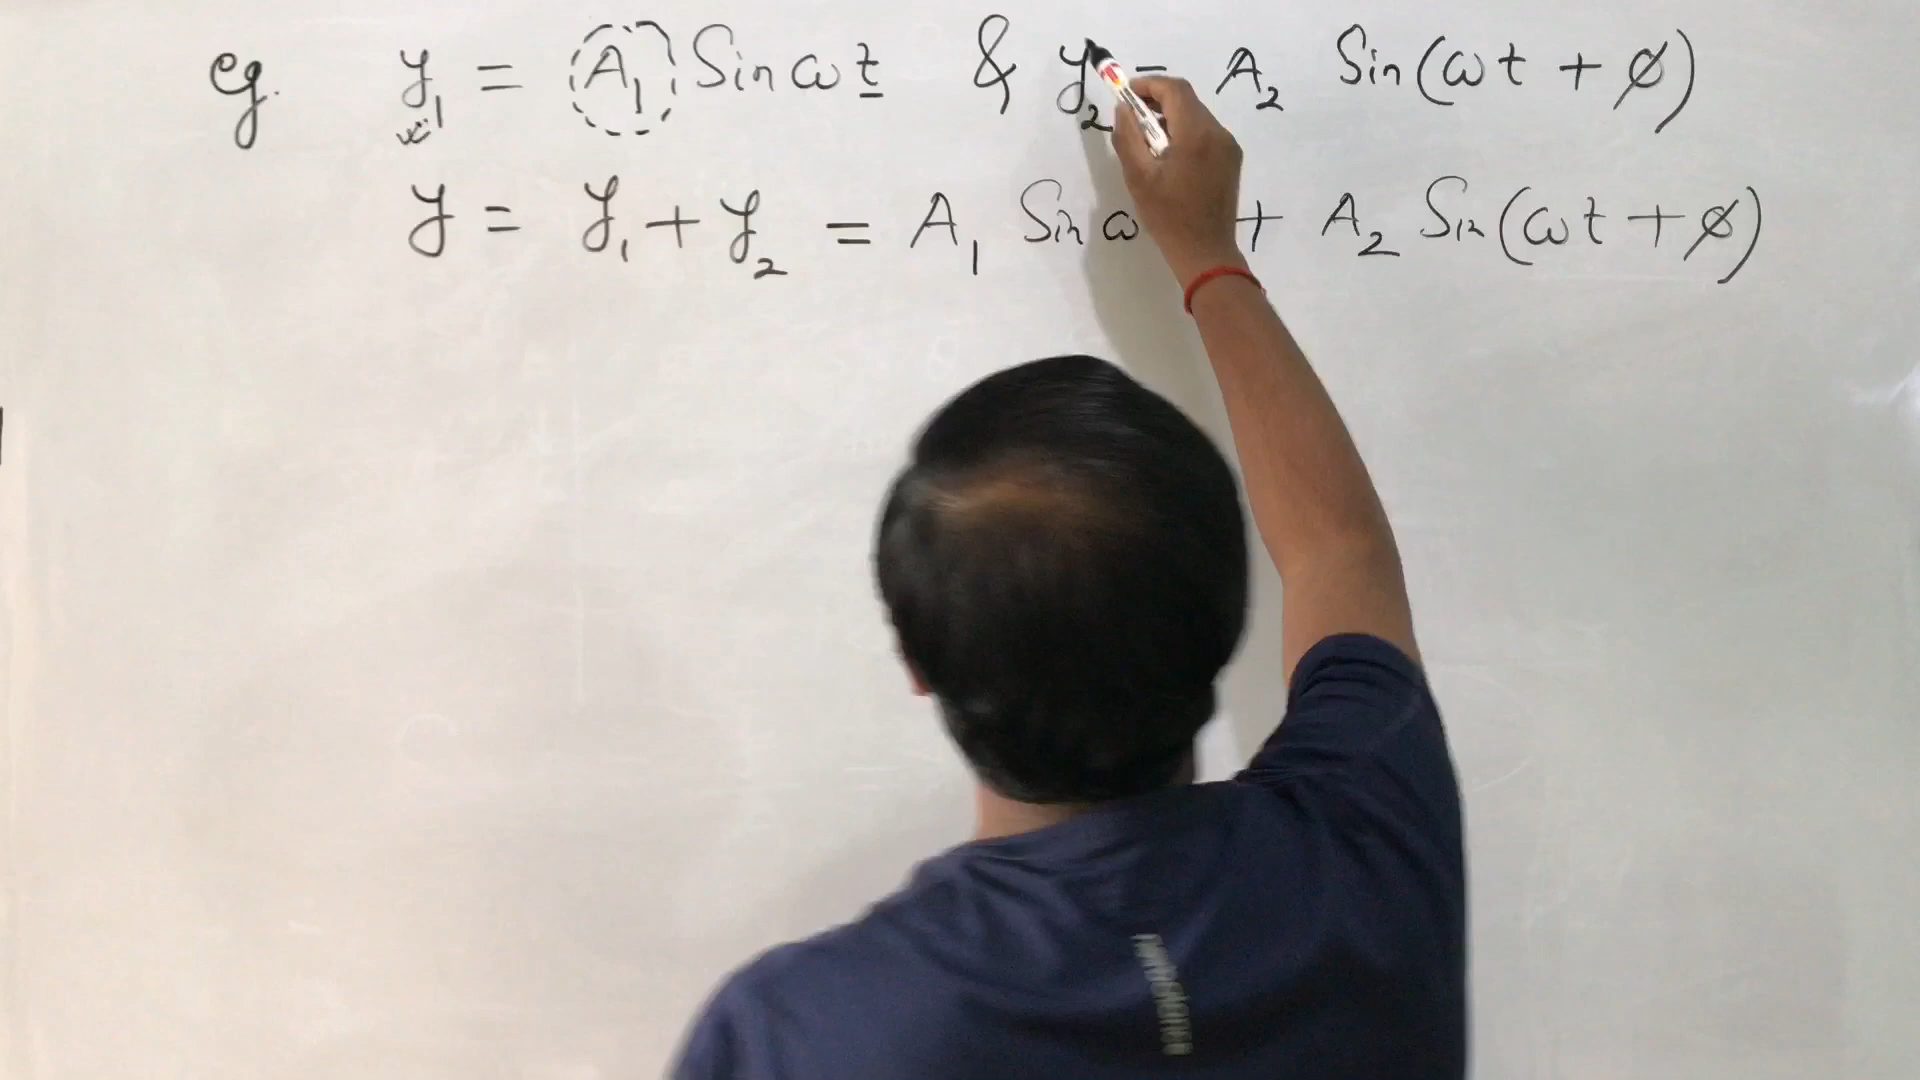 eg. y₁ = A₁ Sin ωt & y₂ = A₂ Sin(ωt + ø)
y = y₁ + y₂ = A₁ Sin ω + A₂ Sin(ωt + ø)